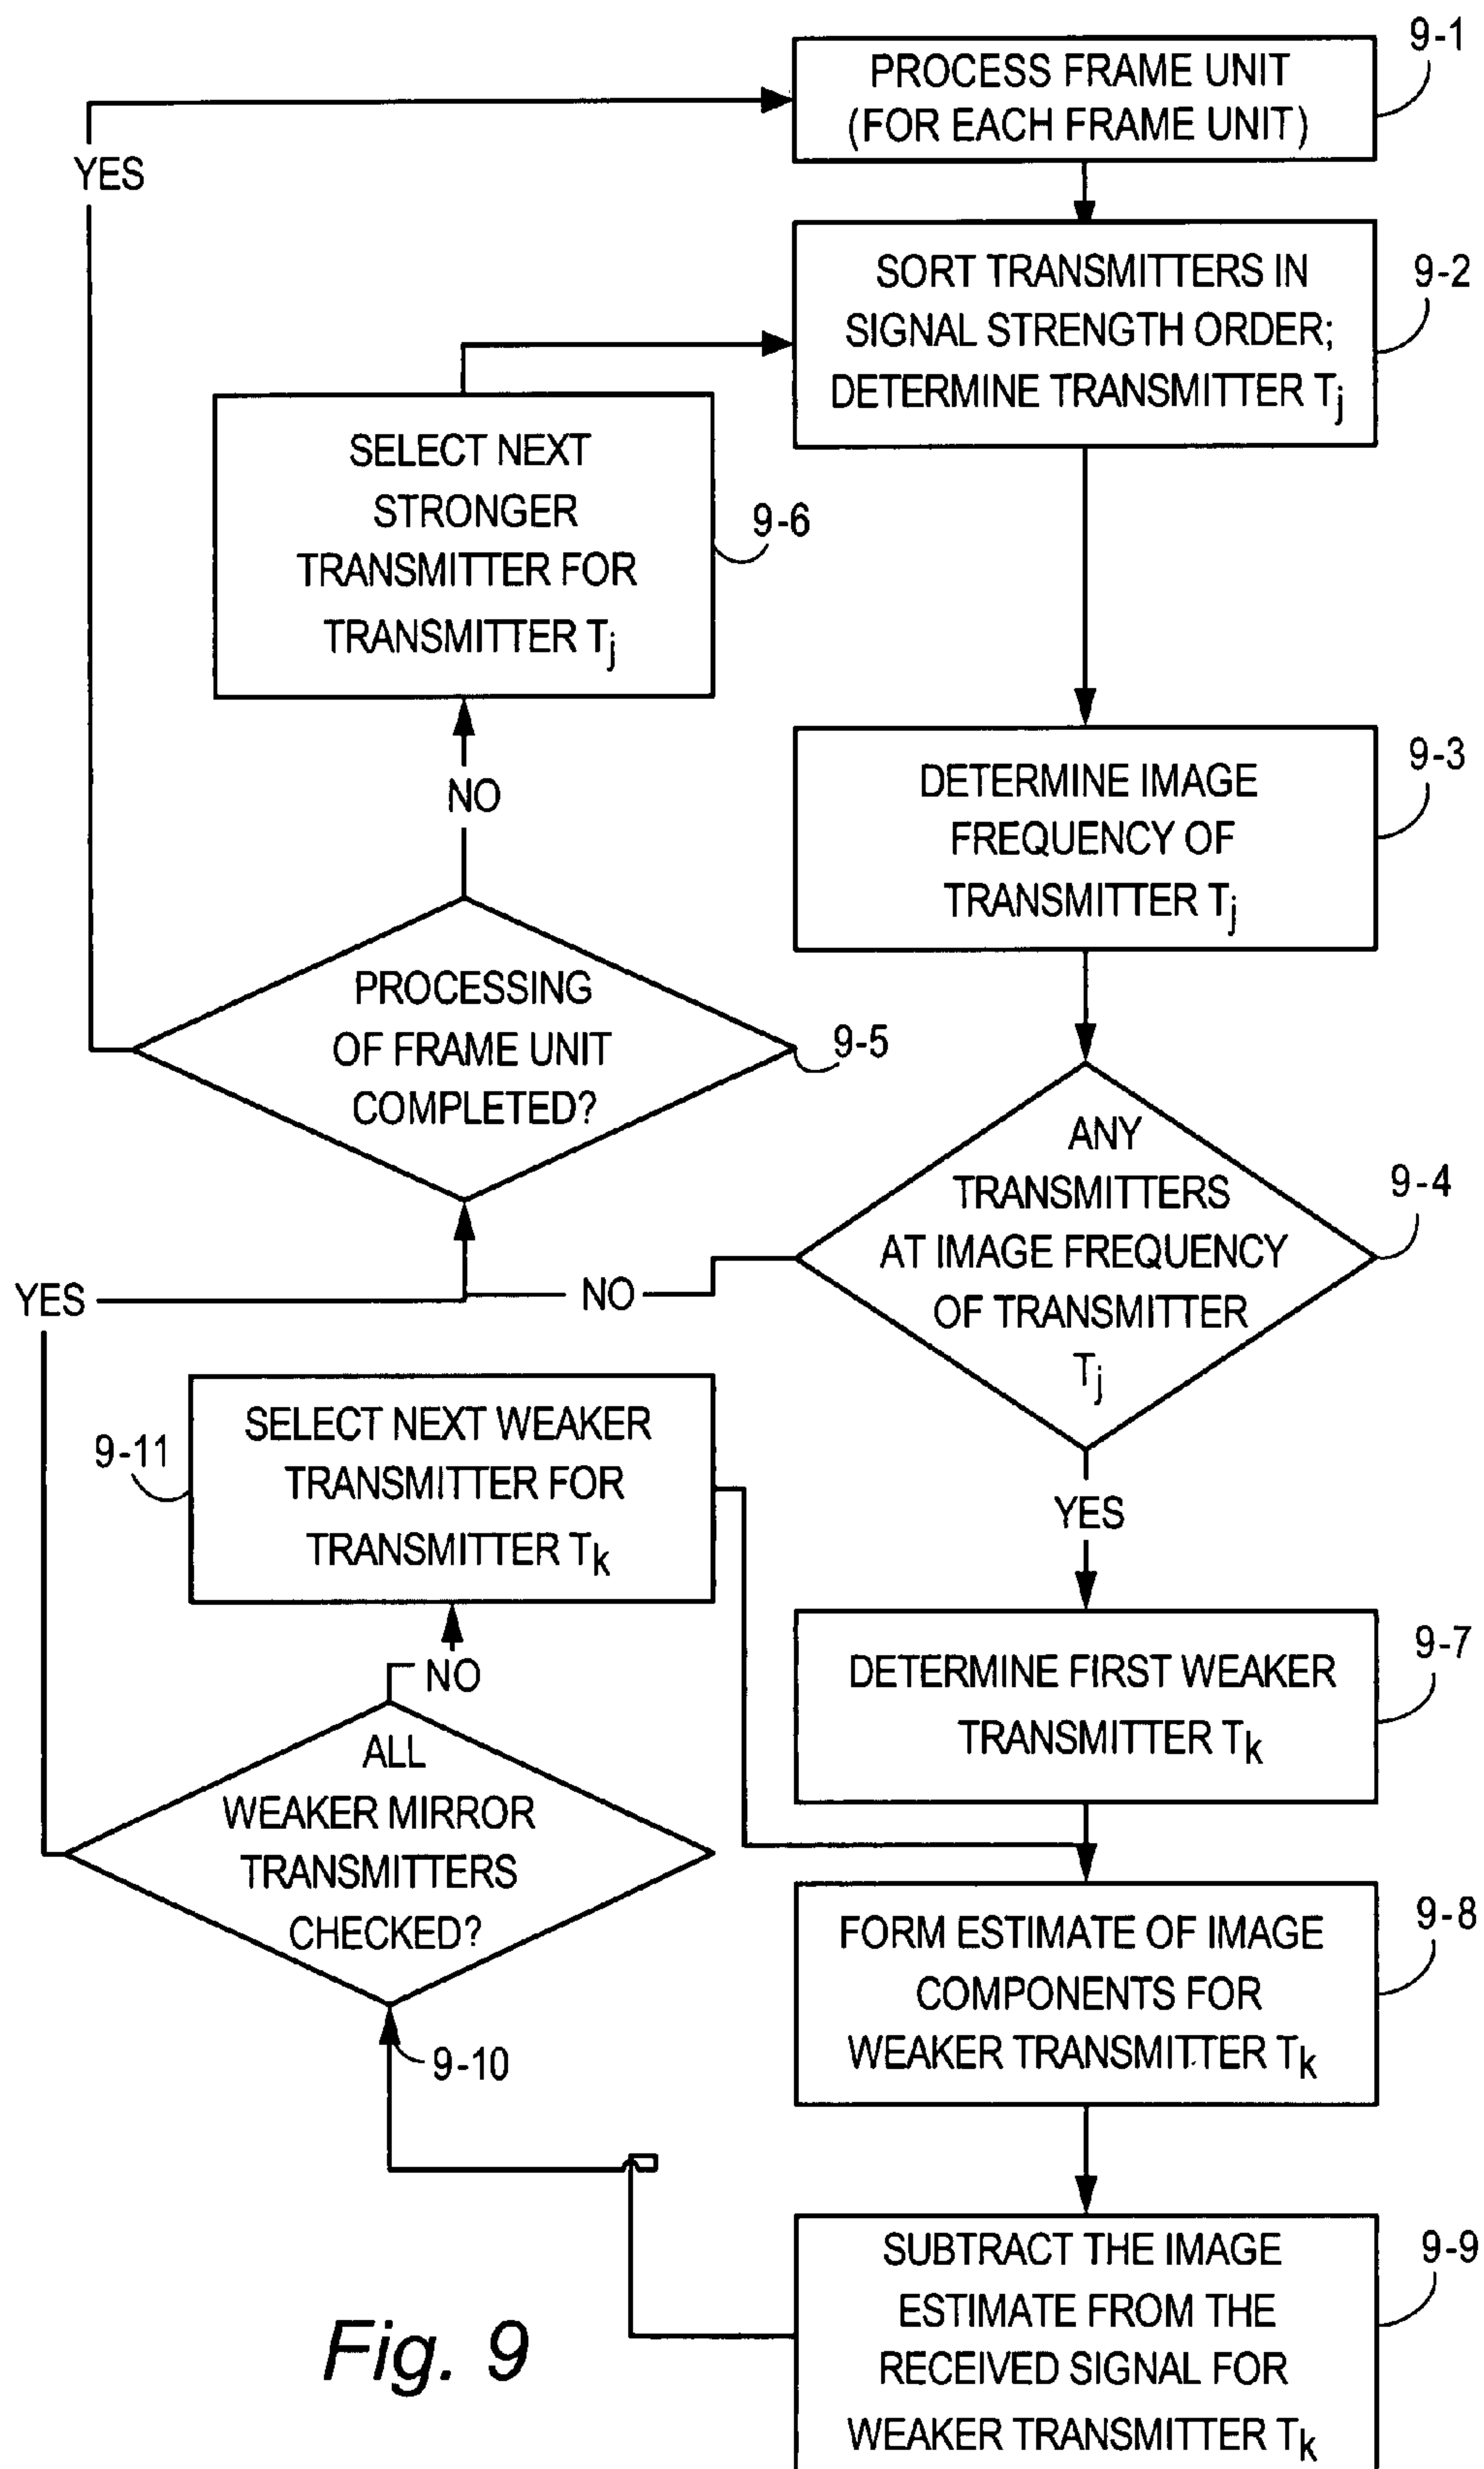 9-1
PROCESS FRAME UNIT
(FOR EACH FRAME UNIT)
YES
9-2
SORT TRANSMITTERS IN
SIGNAL STRENGTH ORDER;
DETERMINE TRANSMITTER Tj
SELECT NEXT
STRONGER
TRANSMITTER FOR
TRANSMITTER Tj
9-6
NO
9-3
DETERMINE IMAGE
FREQUENCY OF
TRANSMITTER Tj
PROCESSING
OF FRAME UNIT
COMPLETED?
9-5
ANY
TRANSMITTERS
AT IMAGE FREQUENCY
OF TRANSMITTER
Tj
9-4
YES
NO
YES
9-11
SELECT NEXT WEAKER
TRANSMITTER FOR
TRANSMITTER Tk
NO
9-7
DETERMINE FIRST WEAKER
TRANSMITTER Tk
ALL
WEAKER MIRROR
TRANSMITTERS
CHECKED?
9-10
9-8
FORM ESTIMATE OF IMAGE
COMPONENTS FOR
WEAKER TRANSMITTER Tk
9-9
SUBTRACT THE IMAGE
ESTIMATE FROM THE
RECEIVED SIGNAL FOR
WEAKER TRANSMITTER Tk
Fig. 9